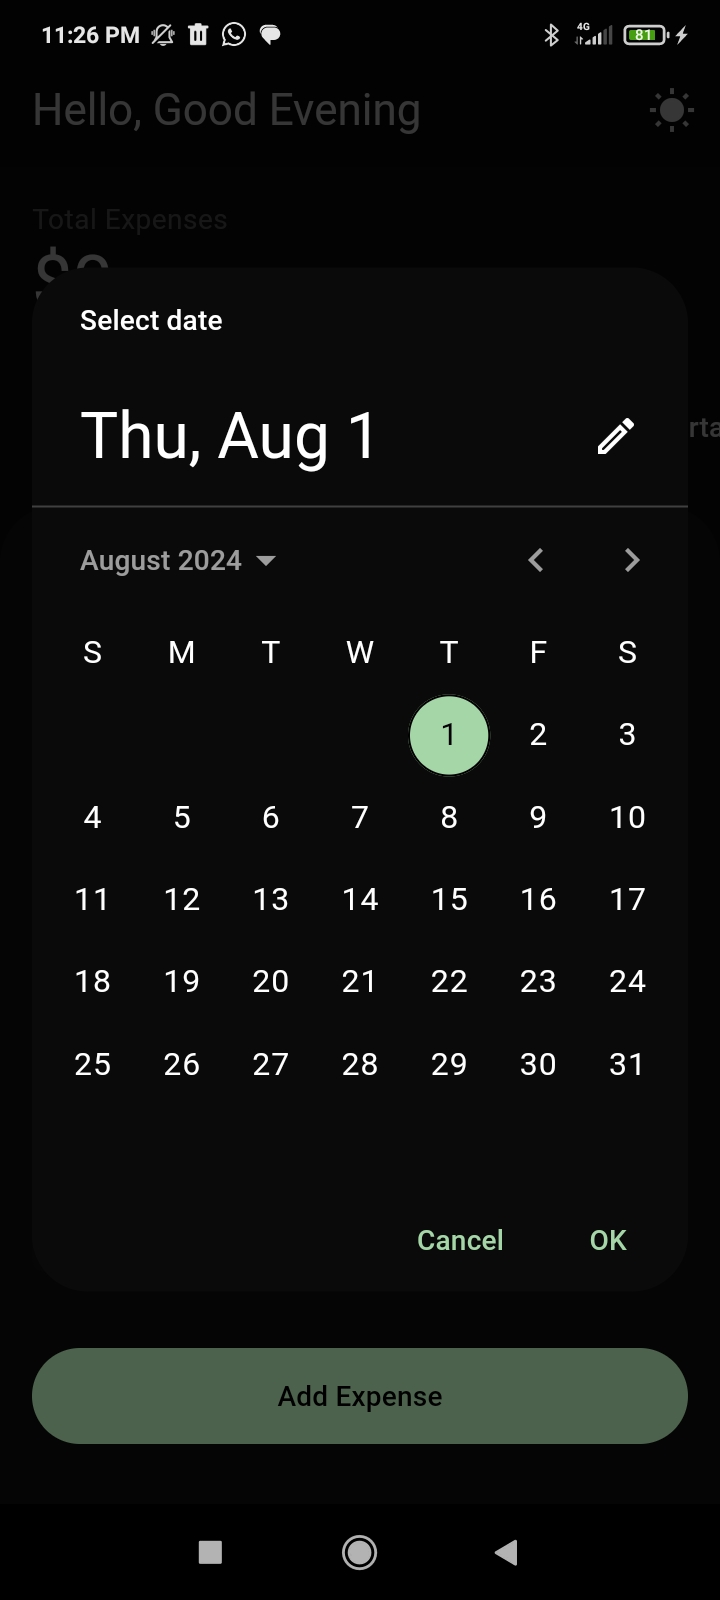 11:26 PM 4G 81
Hello, Good Evening
Total Expenses
Select date
Thu, Aug 1
August 2024
S M T W T F S
1 2 3
4 5 6 7 8 9 10
11 12 13 14 15 16 17
18 19 20 21 22 23 24
25 26 27 28 29 30 31
Cancel OK
Add Expense